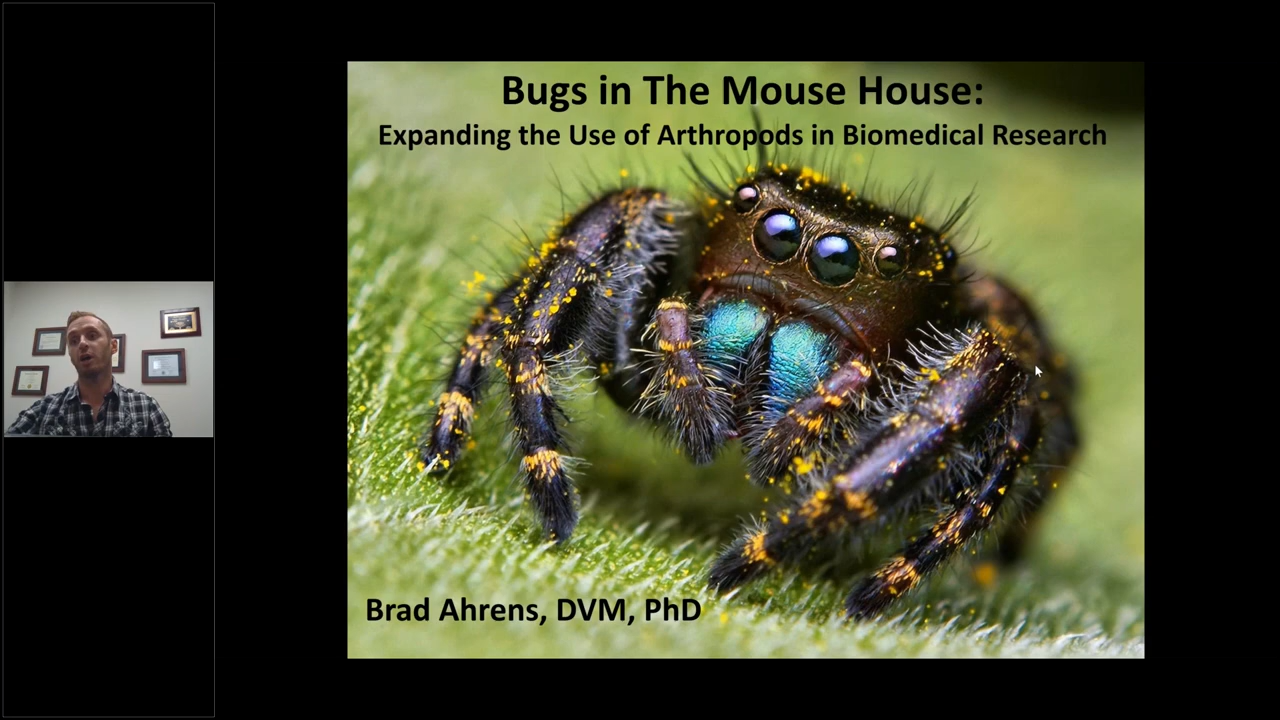 Bugs in The Mouse House:
Expanding the Use of Arthropods in Biomedical Research
Brad Ahrens, DVM, PhD